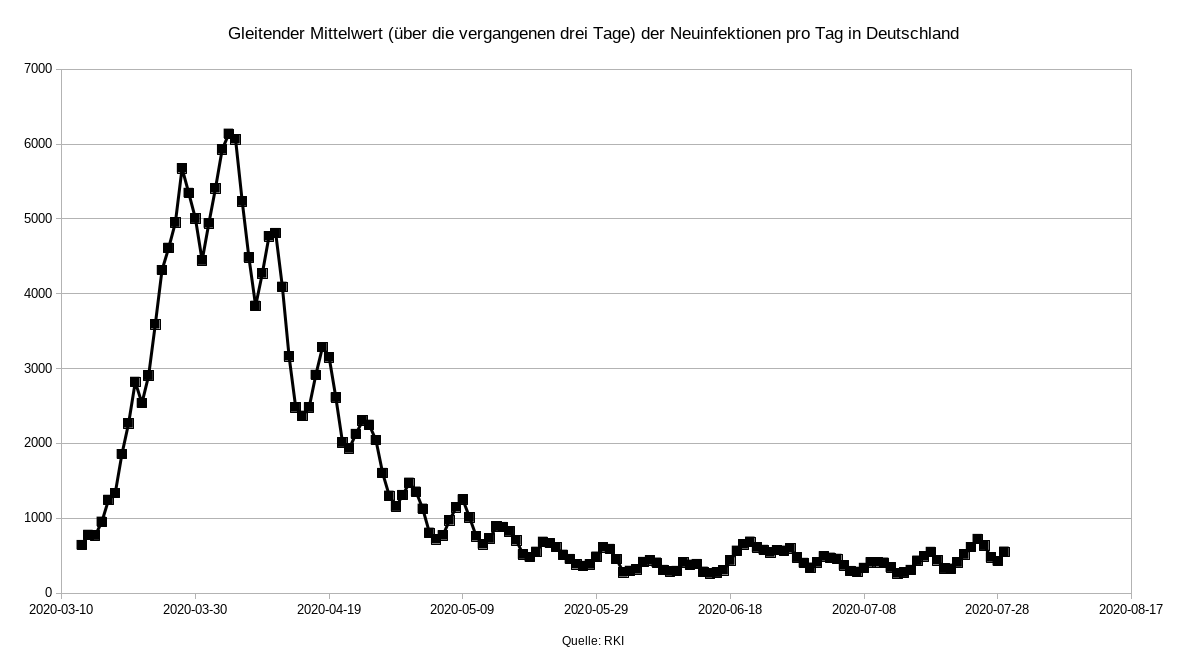 Gleitender Mittelwert (über die vergangenen drei Tage) der Neuinfektionen pro Tag in Deutschland
7000
6000
5000
4000
3000
2000
1000
0
2020-03-10 2020-03-30 2020-04-19 2020-05-09 2020-05-29 2020-06-18 2020-07-08 2020-07-28 2020-08-17
Quelle: RKI